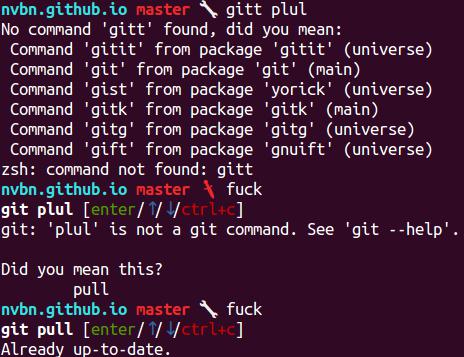 nvbn.github.io master 🔧 gitt plul
No command 'gitt' found, did you mean:
 Command 'gitit' from package 'gitit' (universe)
 Command 'git' from package 'git' (main)
 Command 'gist' from package 'yorick' (universe)
 Command 'gitk' from package 'gitk' (main)
 Command 'gitg' from package 'gitg' (universe)
 Command 'gift' from package 'gnuift' (universe)
zsh: command not found: gitt
nvbn.github.io master 🔧 fuck
git plul [enter/↑/↓/ctrl+c]
git: 'plul' is not a git command. See 'git --help'.

Did you mean this?
        pull
nvbn.github.io master 🔧 fuck
git pull [enter/↑/↓/ctrl+c]
Already up-to-date.